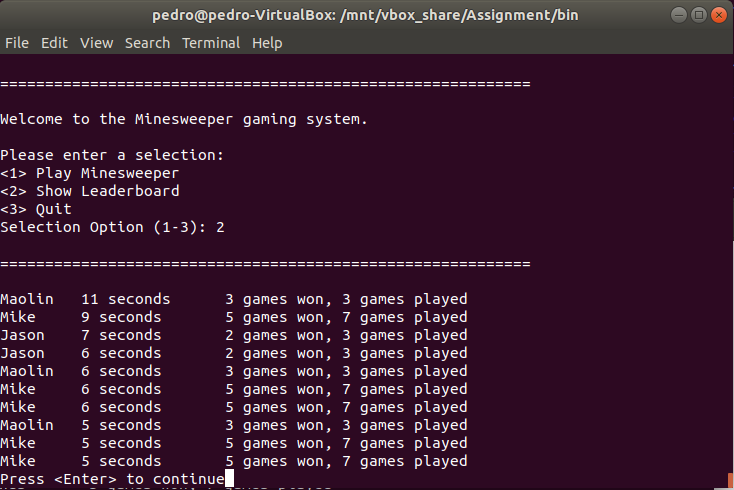 pedro@pedro-VirtualBox: /mnt/vbox_share/Assignment/bin
File Edit View Search Terminal Help
===========================================================
Welcome to the Minesweeper gaming system.
Please enter a selection:
<1> Play Minesweeper
<2> Show Leaderboard
<3> Quit
Selection Option (1-3): 2
===========================================================
Maolin 11 seconds 3 games won, 3 games played
Mike 9 seconds 5 games won, 7 games played
Jason 7 seconds 2 games won, 3 games played
Jason 6 seconds 2 games won, 3 games played
Maolin 6 seconds 3 games won, 3 games played
Mike 6 seconds 5 games won, 7 games played
Mike 6 seconds 5 games won, 7 games played
Maolin 5 seconds 3 games won, 3 games played
Mike 5 seconds 5 games won, 7 games played
Mike 5 seconds 5 games won, 7 games played
Press <Enter> to continue